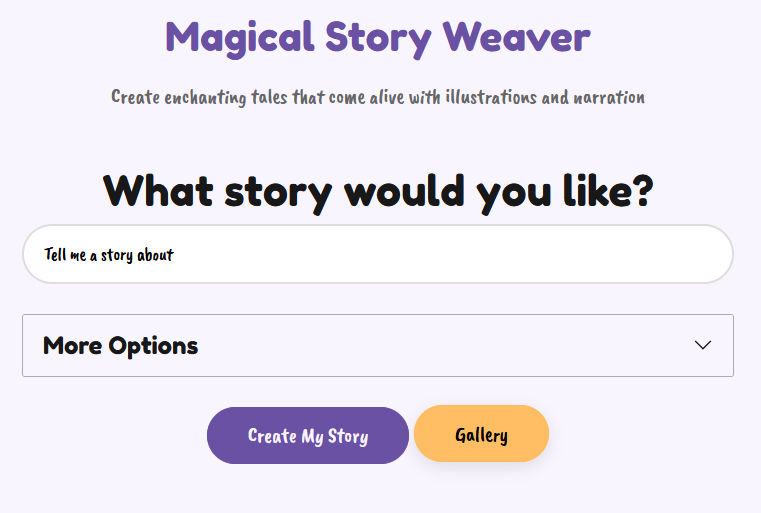 Magical Story Weaver
Create enchanting tales that come alive with illustrations and narration
What story would you like?
Tell me a story about
More Options
Create My Story
Gallery